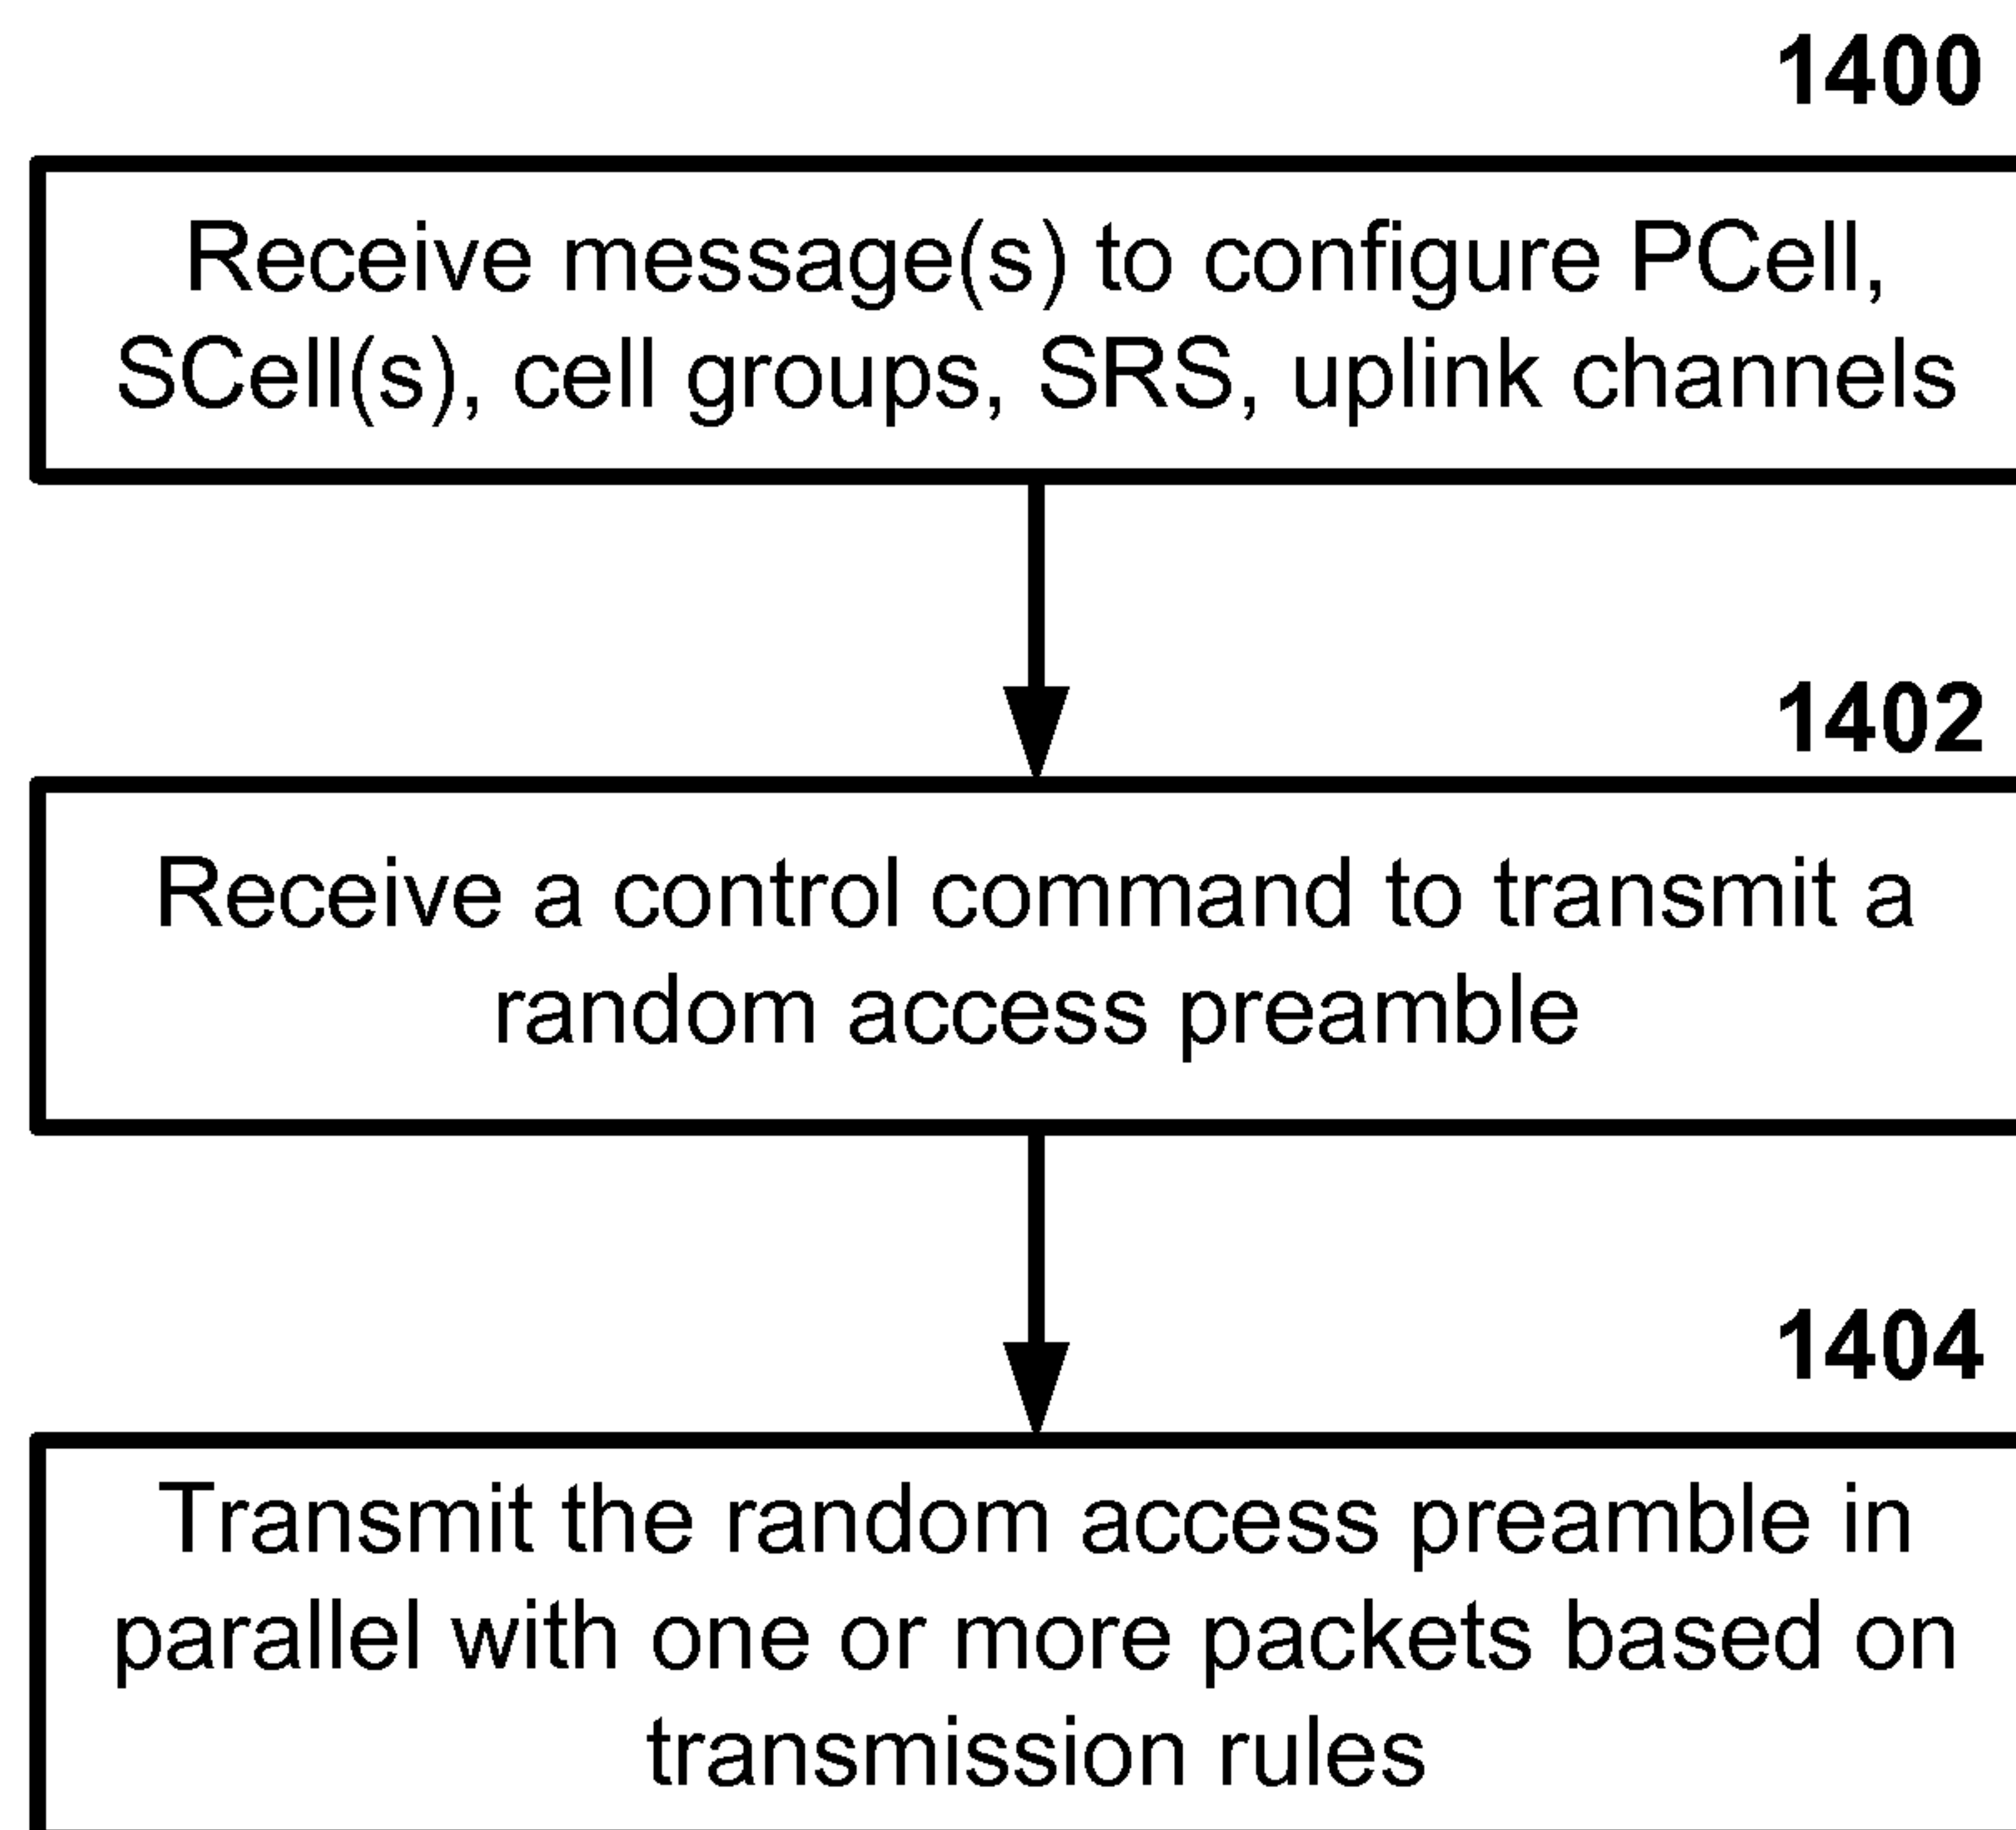 1400
Receive message(s) to configure PCell,
SCell(s), cell groups, SRS, uplink channels
1402
Receive a control command to transmit a
random access preamble
1404
Transmit the random access preamble in
parallel with one or more packets based on
transmission rules